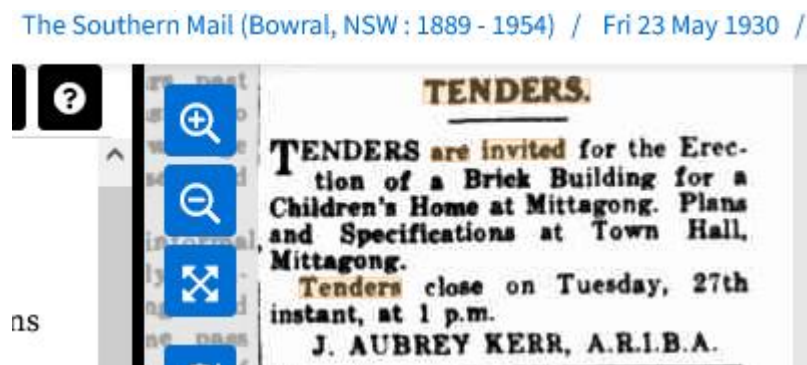 The Southern Mail (Bowral, NSW : 1889 - 1954) / Fri 23 May 1930 /
TENDERS.
TENDERS are invited for the Erec-
tion of a Brick Building for a
Children's Home at Mittagong. Plans
and Specifications at Town Hall,
Mittagong.
Tenders close on Tuesday, 27th
instant, at 1 p.m.
J. AUBREY KERR, A.R.I.B.A.
ns